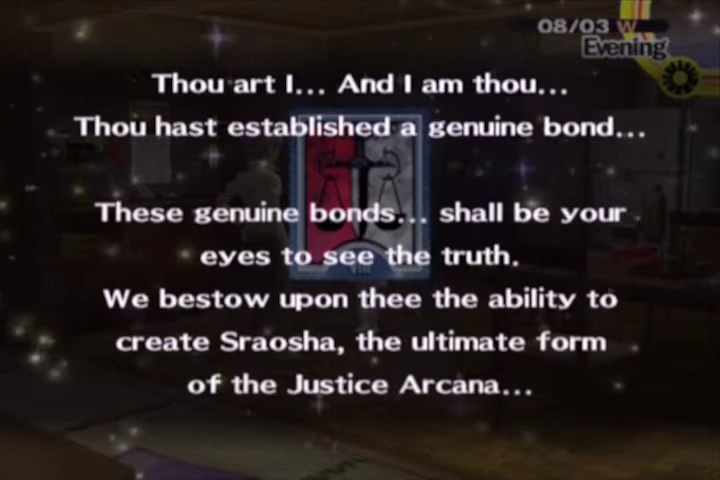 08/03 W
Evening
Thou art I... And I am thou...
Thou hast established a genuine bond...
These genuine bonds... shall be your
eyes to see the truth.
We bestow upon thee the ability to
create Sraosha, the ultimate form
of the Justice Arcana...
VIII